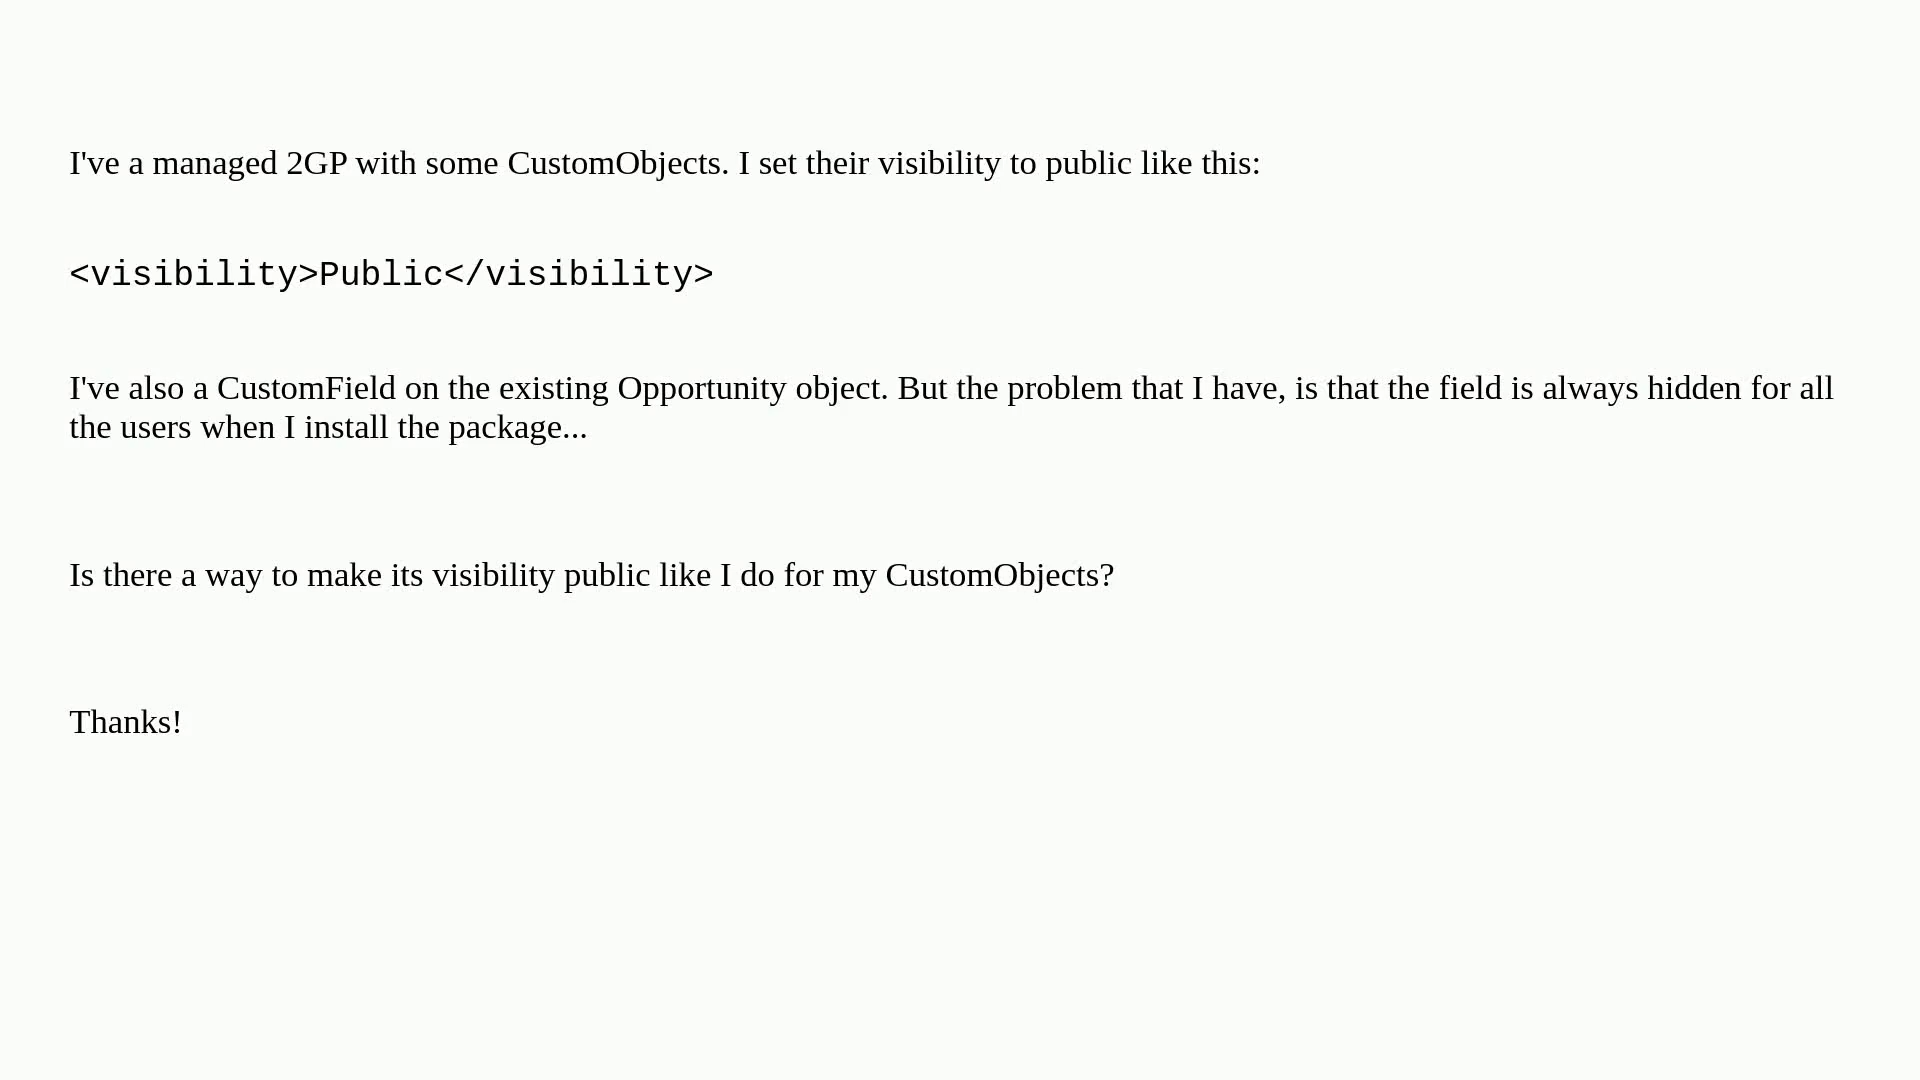 I've a managed 2GP with some CustomObjects. I set their visibility to public like this:
<visibility>Public</visibility>
I've also a CustomField on the existing Opportunity object. But the problem that I have, is that the field is always hidden for all
the users when I install the package...
Is there a way to make its visibility public like I do for my CustomObjects?
Thanks!